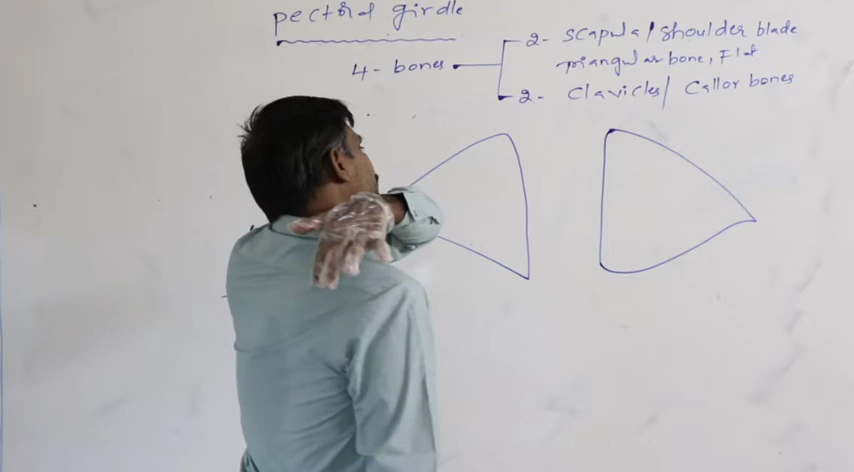 pectoral girdle
4- bones
2- scapula/shoulder blade
triangular bone, Flat
2- Clavicles/ Callor bones